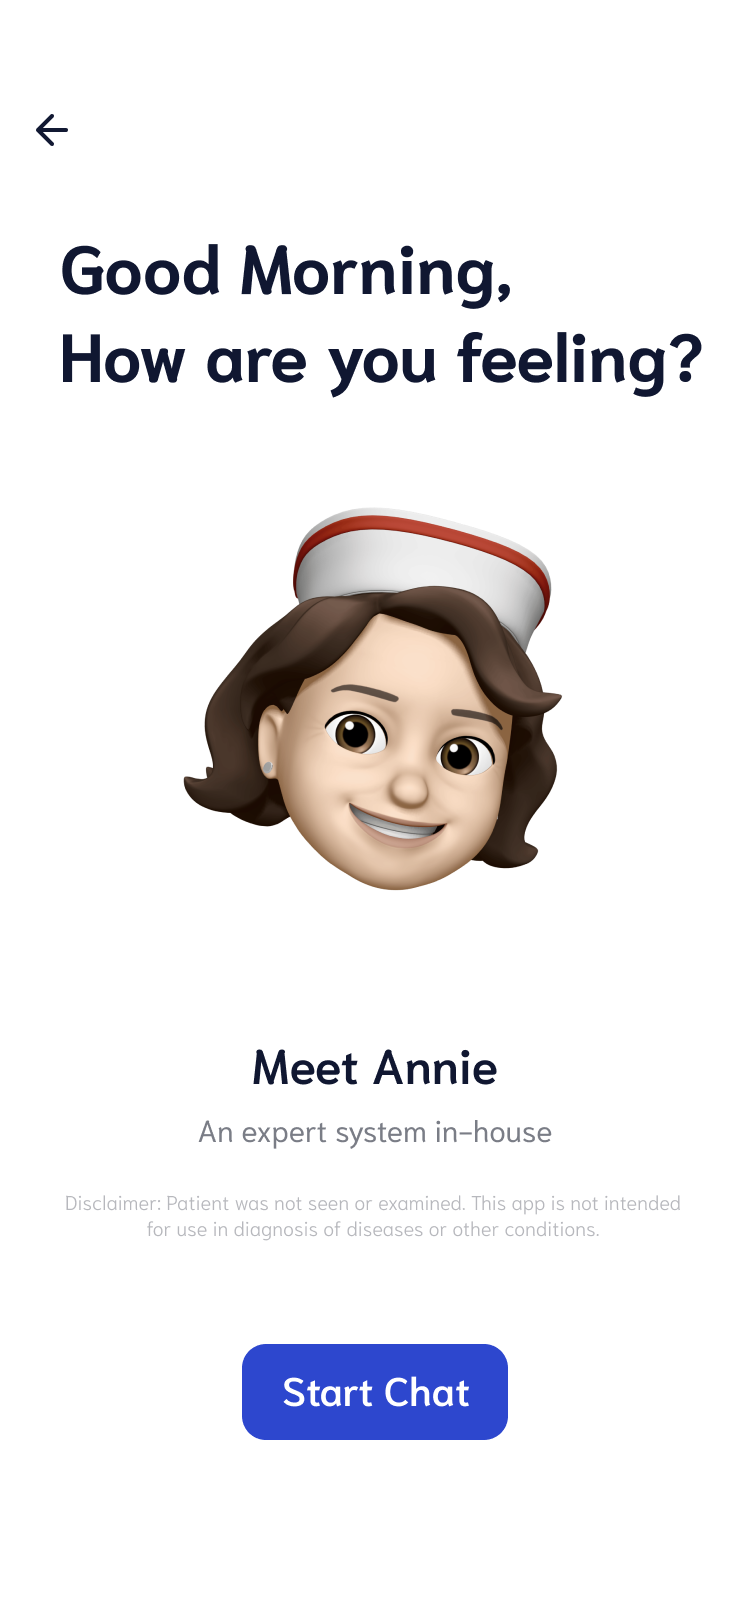 Good Morning,
How are you feeling?
Meet Annie
An expert system in-house
Disclaimer: Patient was not seen or examined. This app is not intended
for use in diagnosis of diseases or other conditions.
Start Chat